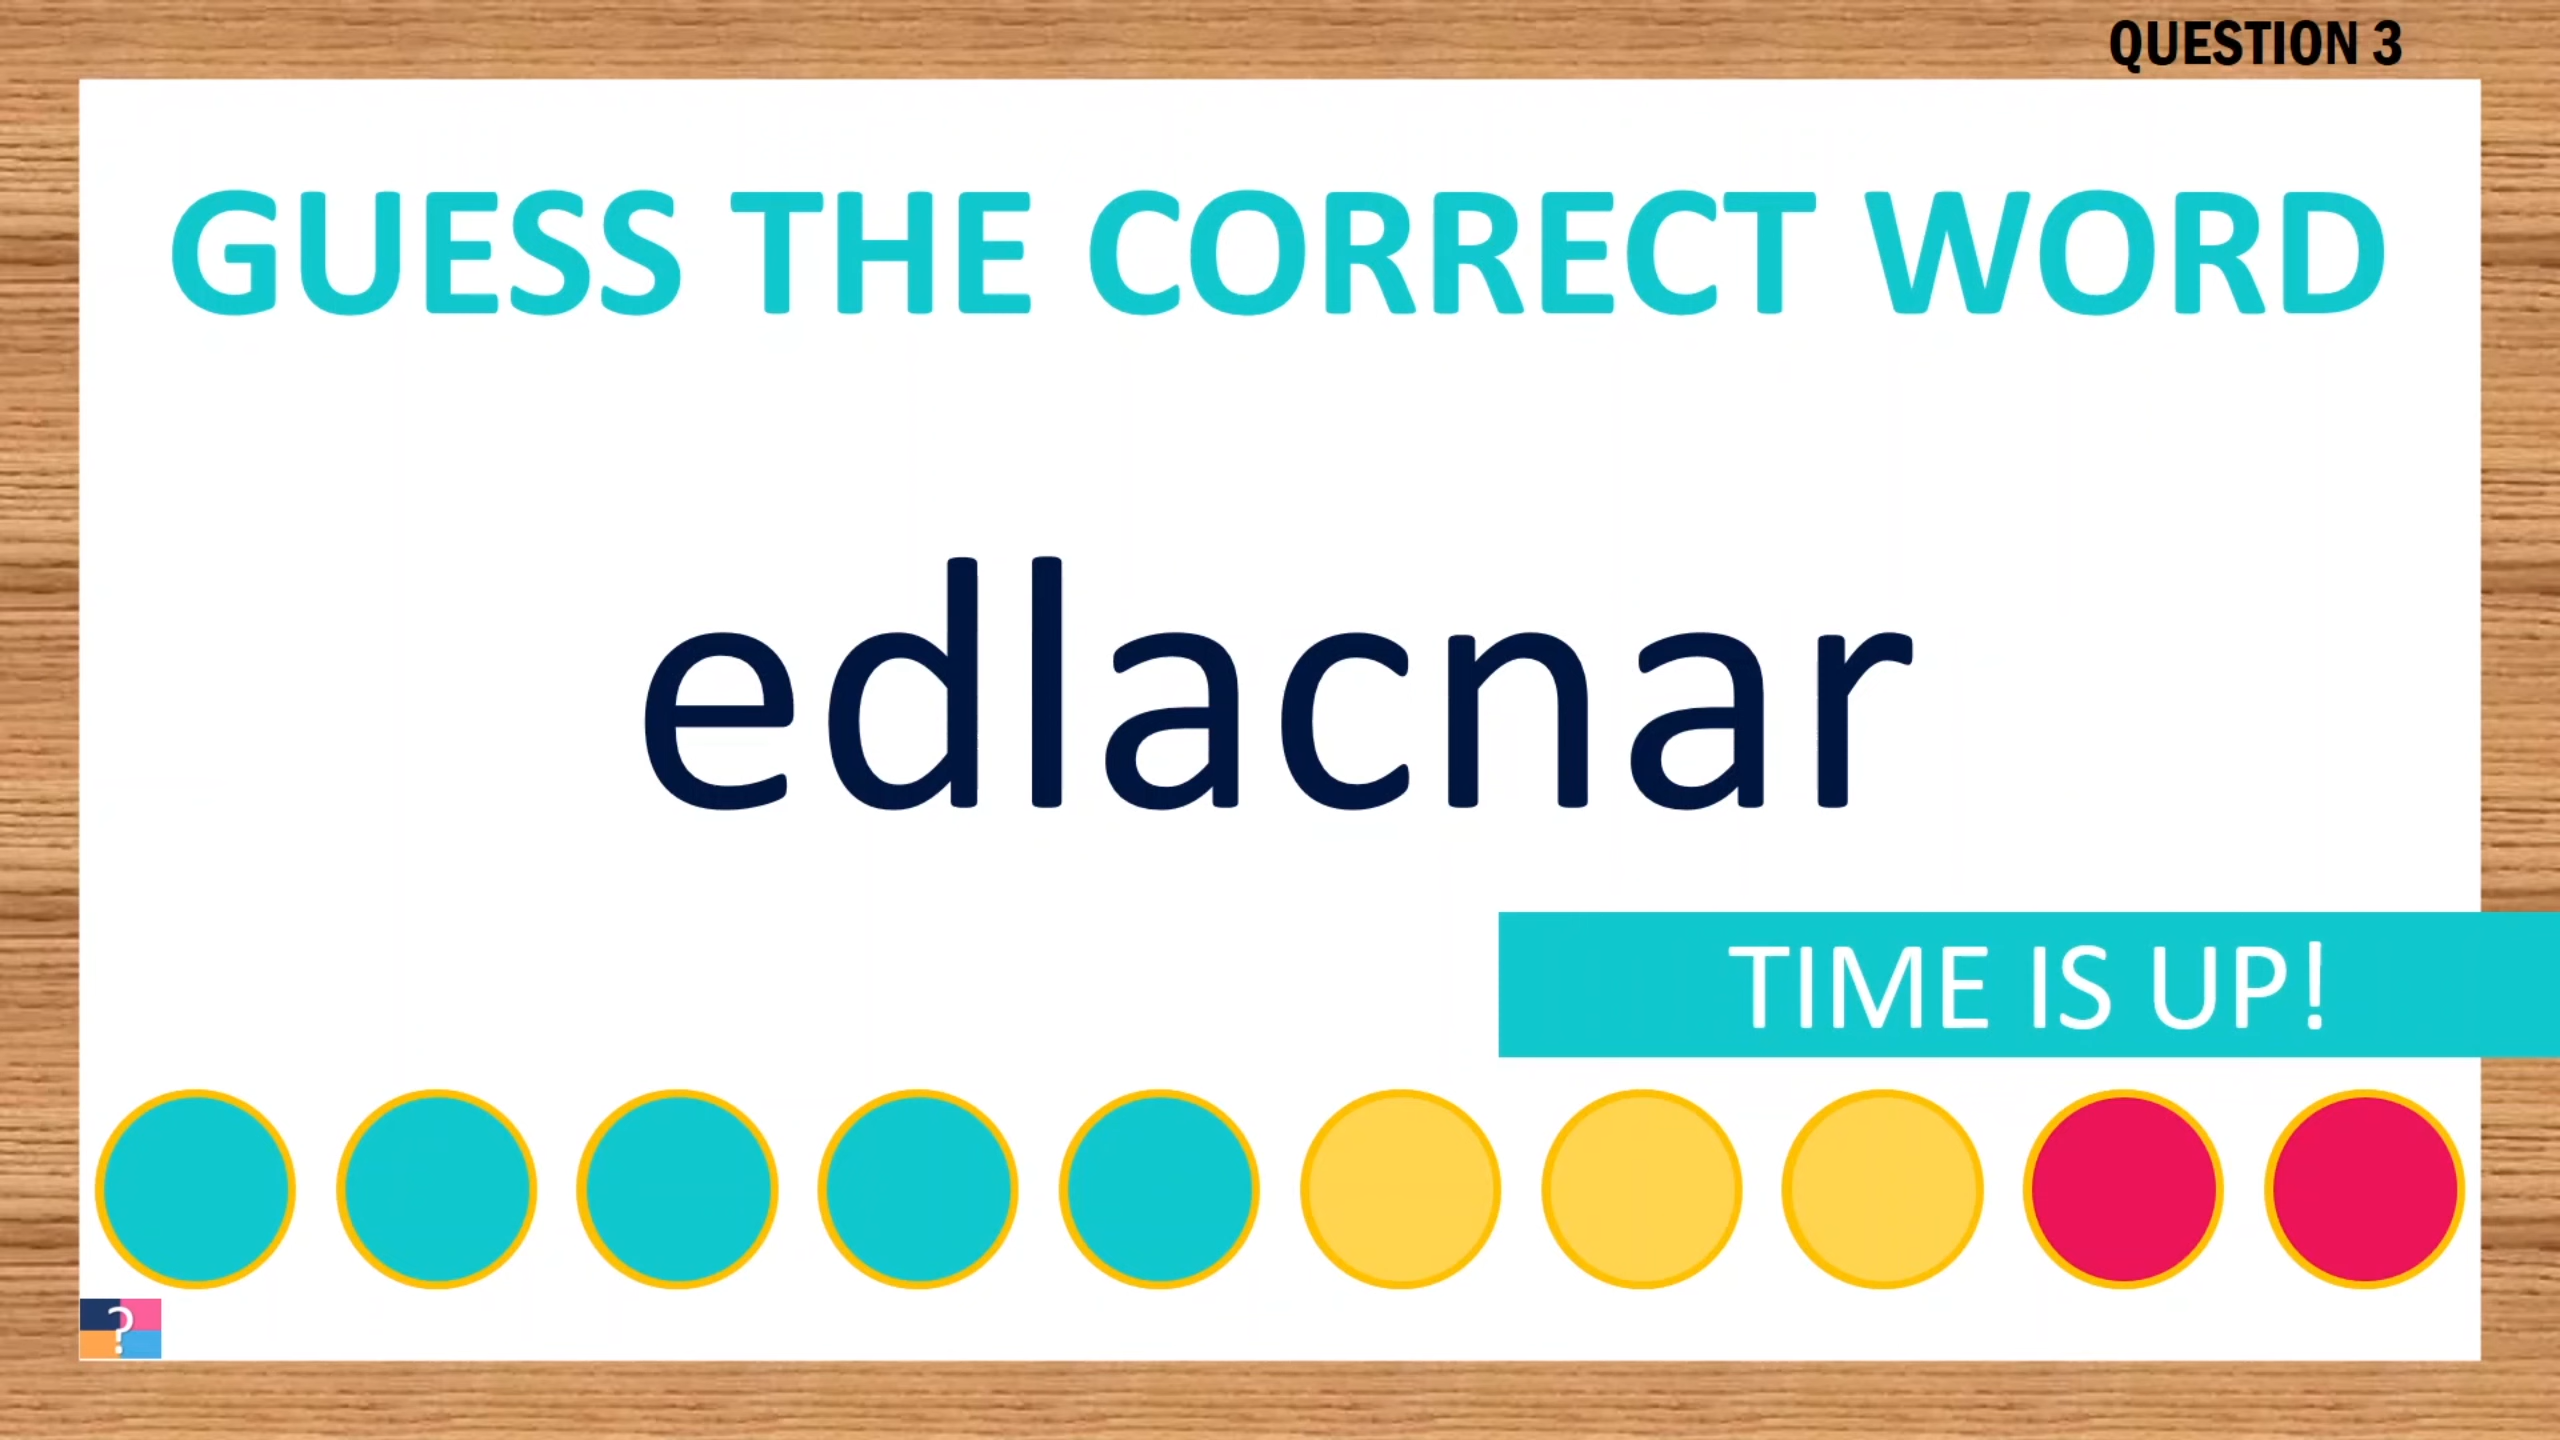 QUESTION 3
GUESS THE CORRECT WORD
edlacnar
TIME IS UP!
?